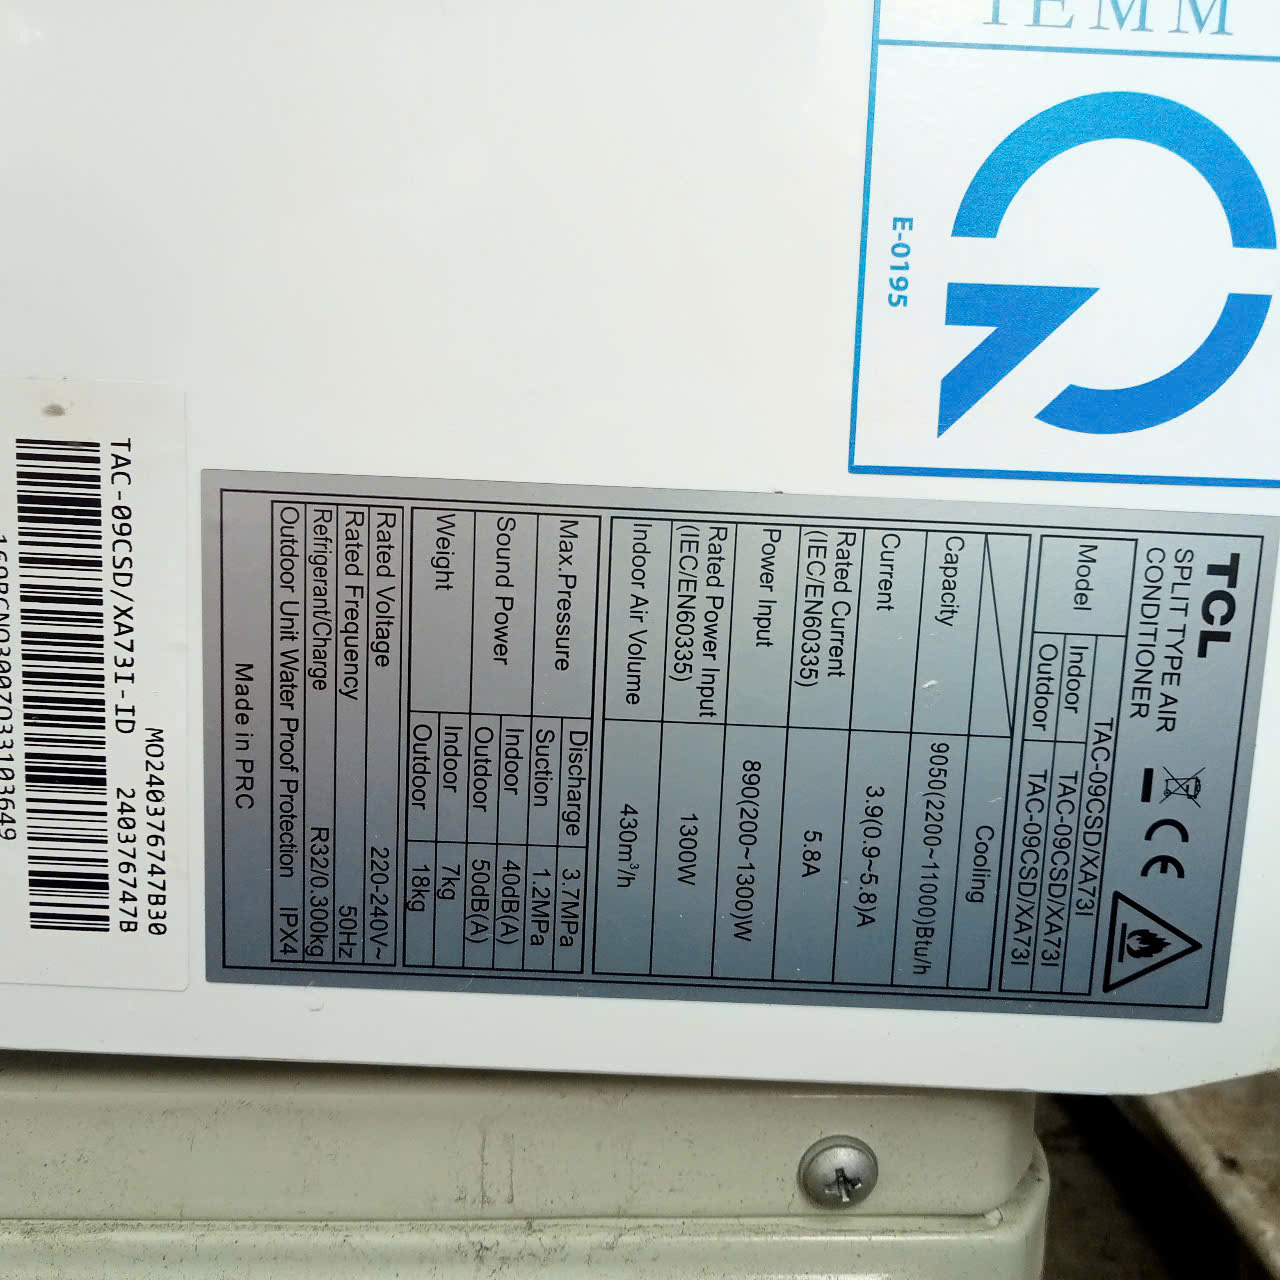 TEMM
E-0195
TCL
SPLIT TYPE AIR
CONDITIONER
CE
Model TAC-09CSD/XA73I
Indoor TAC-09CSD/XA73I
Outdoor TAC-09CSD/XA73I
Cooling
Capacity 9050(2200~11000)Btu/h
Current 3.9(0.9~5.8)A
Rated Current
(IEC/EN60335) 5.8A
Power Input 890(200~1300)W
Rated Power Input
(IEC/EN60335) 1300W
Indoor Air Volume 430m³/h
Max.Pressure Discharge 3.7MPa
Suction 1.2MPa
Sound Power Indoor 40dB(A)
Outdoor 50dB(A)
Weight Indoor 7kg
Outdoor 18kg
Rated Voltage 220-240V~
Rated Frequency 50Hz
Refrigerant/Charge R32/0.300kg
Outdoor Unit Water Proof Protection IPX4
Made in PRC
MO240376747B30
TAC-09CSD/XA73I-ID 240376747B